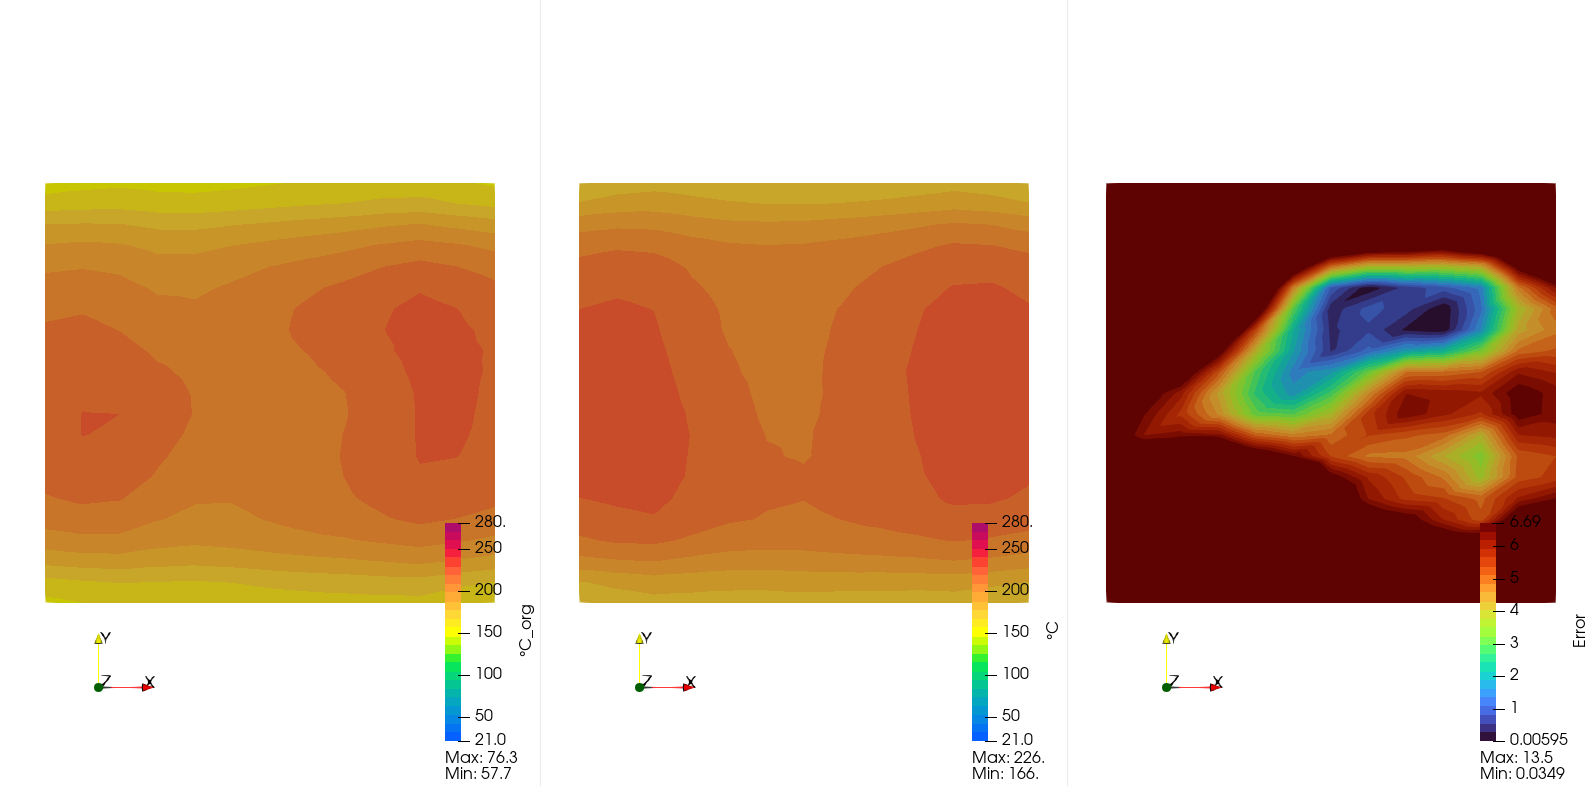 280.
250
200
150
100
50
21.0
°C_org
Max: 76.3
Min: 57.7
Y
Z
X
280.
250
200
150
100
50
21.0
°C
Max: 226.
Min: 166.
Y
Z
X
6.69
6
5
4
3
2
1
0.00595
Error
Max: 13.5
Min: 0.0349
Y
Z
X